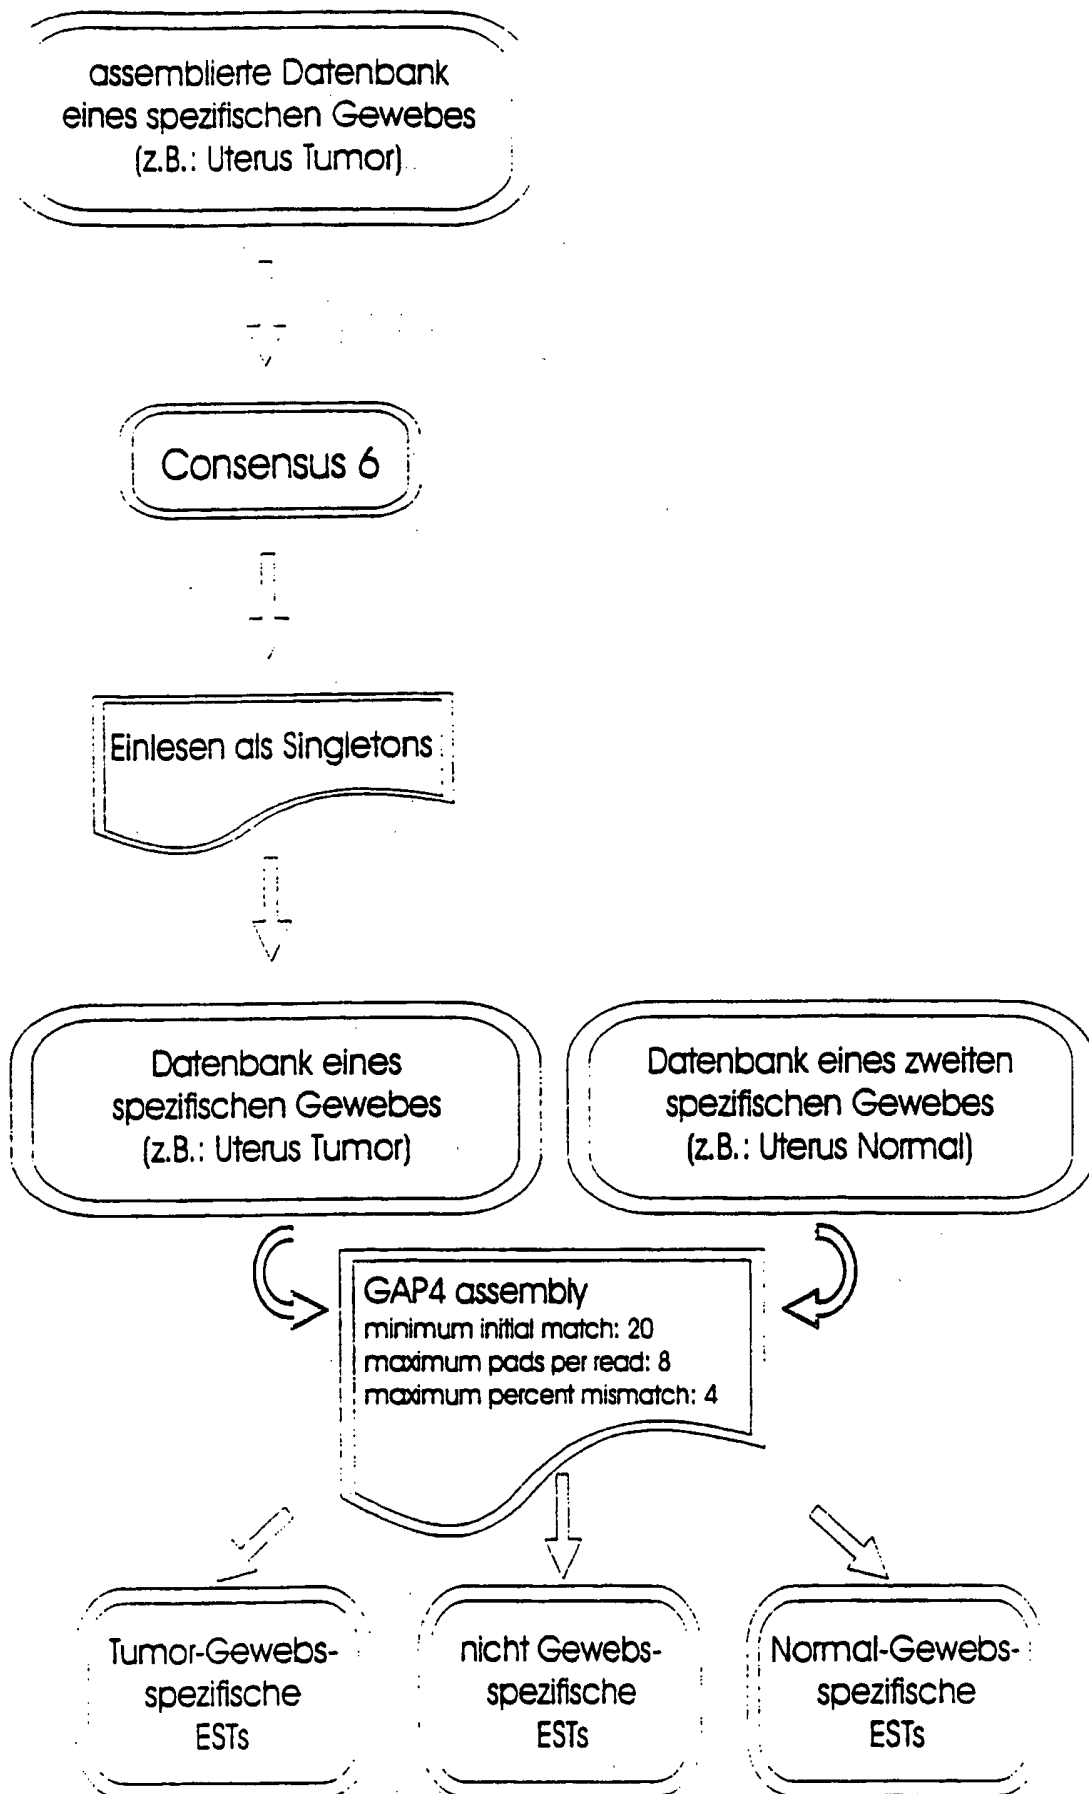 assemblierte Datenbank
eines spezifischen Gewebes
(z.B.: Uterus Tumor)
Consensus 6
Einlesen als Singletons
Datenbank eines
spezifischen Gewebes
(z.B.: Uterus Tumor)
Datenbank eines zweiten
spezifischen Gewebes
(z.B.: Uterus Normal)
GAP4 assembly
minimum initial match: 20
maximum pads per read: 8
maximum percent mismatch: 4
Tumor-Gewebs-
spezifische
ESTs
nicht Gewebs-
spezifische
ESTs
Normal-Gewebs-
spezifische
ESTs